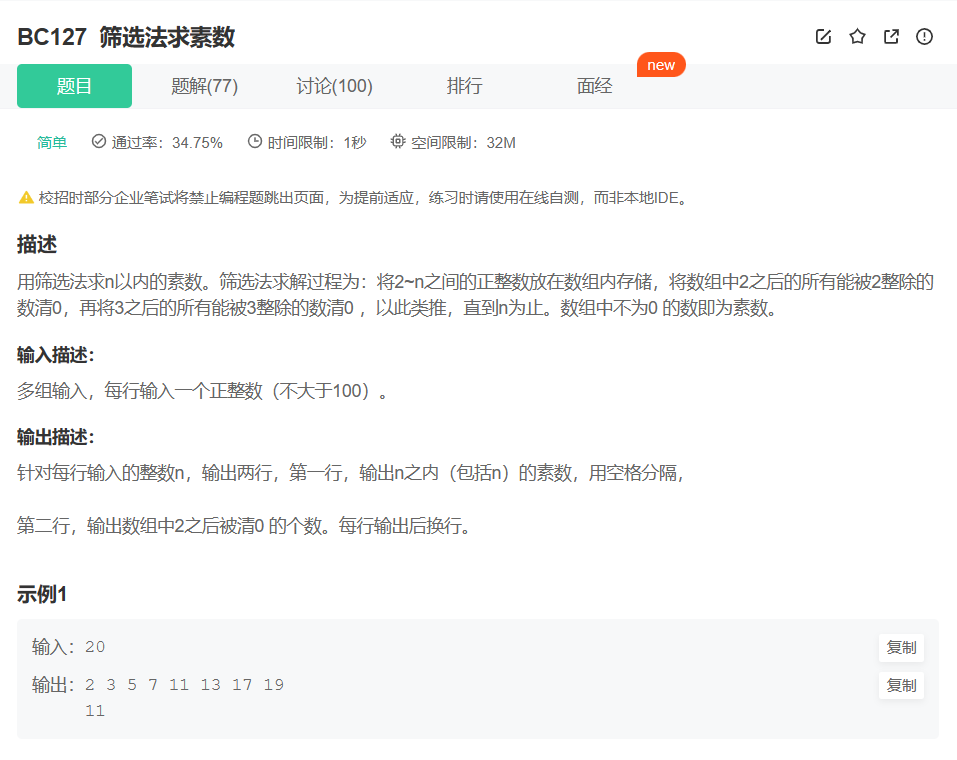 BC127 筛选法求素数
题目 题解(77) 讨论(100) 排行 面经 new
简单 通过率：34.75% 时间限制：1秒 空间限制：32M
校招时部分企业笔试将禁止编程题跳出页面，为提前适应，练习时请使用在线自测，而非本地IDE。
描述
用筛选法求n以内的素数。筛选法求解过程为：将2~n之间的正整数放在数组内存储，将数组中2之后的所有能被2整除的
数清0，再将3之后的所有能被3整除的数清0 ，以此类推，直到n为止。数组中不为0 的数即为素数。
输入描述：
多组输入，每行输入一个正整数（不大于100）。
输出描述：
针对每行输入的整数n，输出两行，第一行，输出n之内（包括n）的素数，用空格分隔，
第二行，输出数组中2之后被清0 的个数。每行输出后换行。
示例1
输入：20 复制
输出：2 3 5 7 11 13 17 19 复制
11